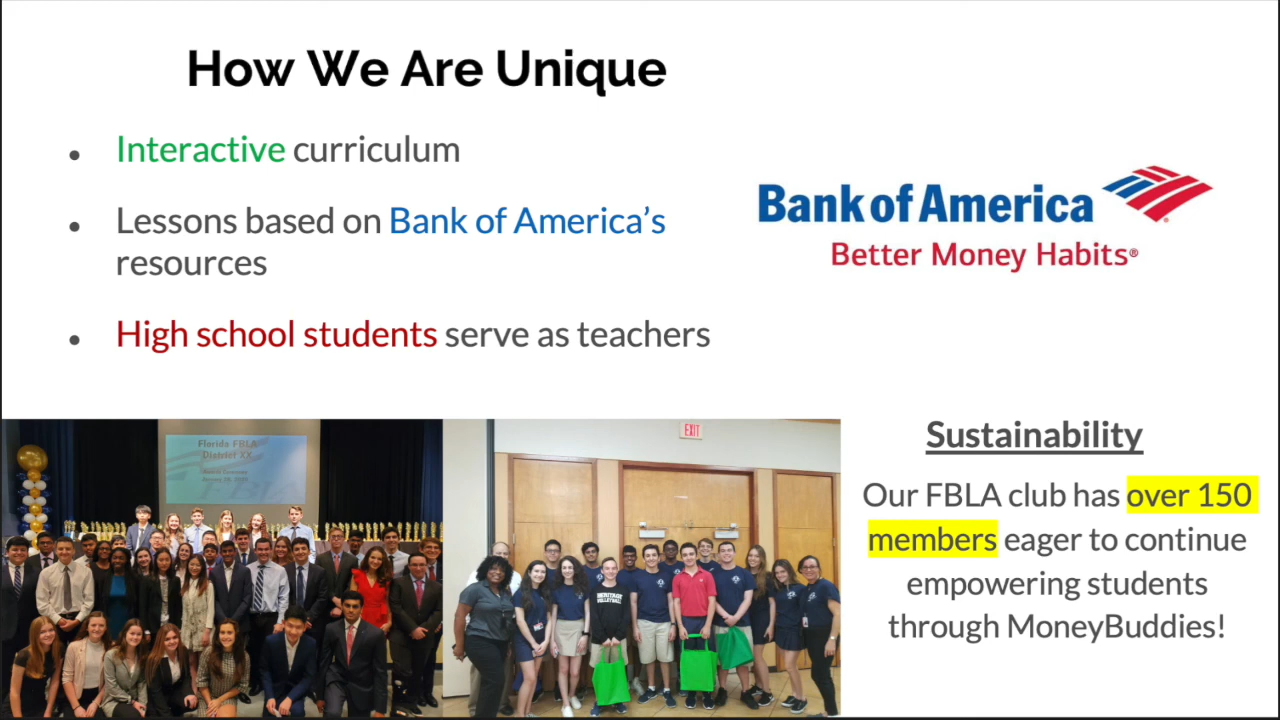 How We Are Unique
● Interactive curriculum
● Lessons based on Bank of America's
resources
● High school students serve as teachers
Bank of America
Better Money Habits®
Florida FBLA
District XX
EXIT
HERITAGE
VOLLEYBALL
Sustainability
Our FBLA club has over 150
members eager to continue
empowering students
through MoneyBuddies!